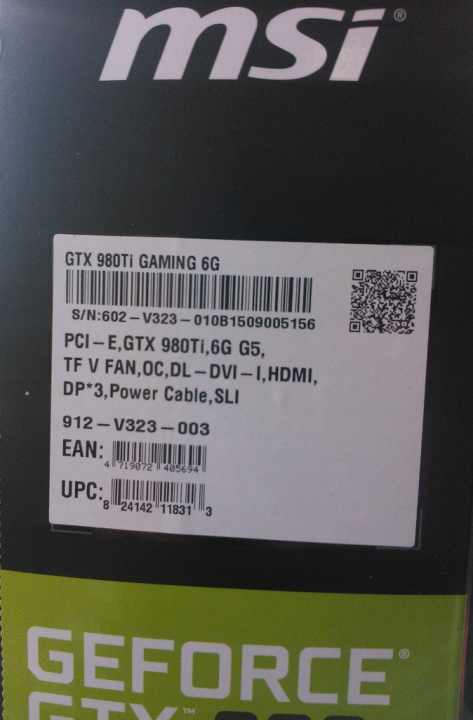 msi®
GTX 980Ti GAMING 6G
S/N:602-V323-010B1509005156
PCI-E,GTX 980Ti,6G G5,
TF V FAN,OC,DL-DVI-I,HDMI,
DP*3,Power Cable,SLI
912-V323-003
EAN:
4 719072 405694
UPC:
8 24142 11831 3
GEFORCE®
GTX™